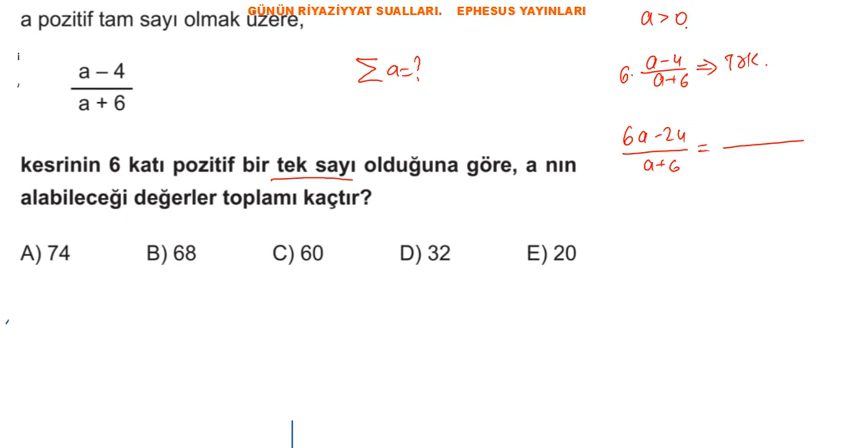 GÜNÜN RİYAZİYYAT SUALLARI. EPHESUS YAYINLARI
a pozitif tam sayı olmak üzere,
a – 4
a + 6
kesrinin 6 katı pozitif bir tek sayı olduğuna göre, a nın
alabileceği değerler toplamı kaçtır?
A) 74 B) 68 C) 60 D) 32 E) 20
∑ a=?
a > 0.
6. a-4/a+6 ⇒ Tək.
6a-24/a+6 =